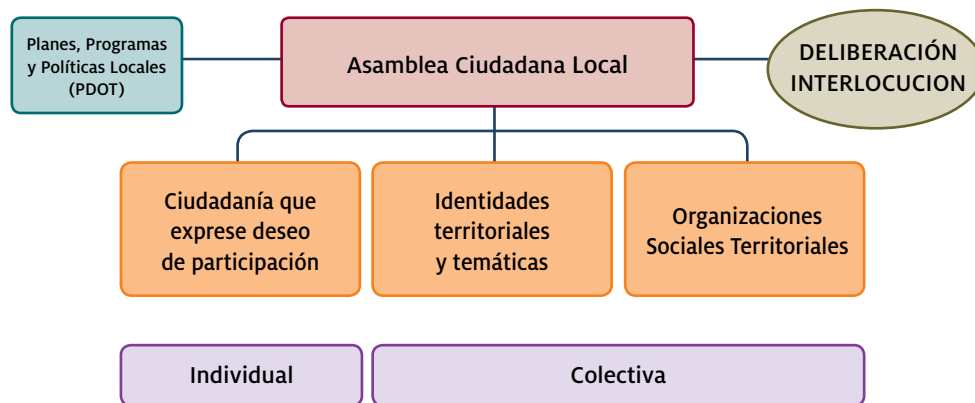 Planes, Programas
y Políticas Locales
(PDOT)
Asamblea Ciudadana Local
DELIBERACIÓN
INTERLOCUCION
Ciudadanía que
exprese deseo
de participación
Identidades
territoriales
y temáticas
Organizaciones
Sociales Territoriales
Individual
Colectiva